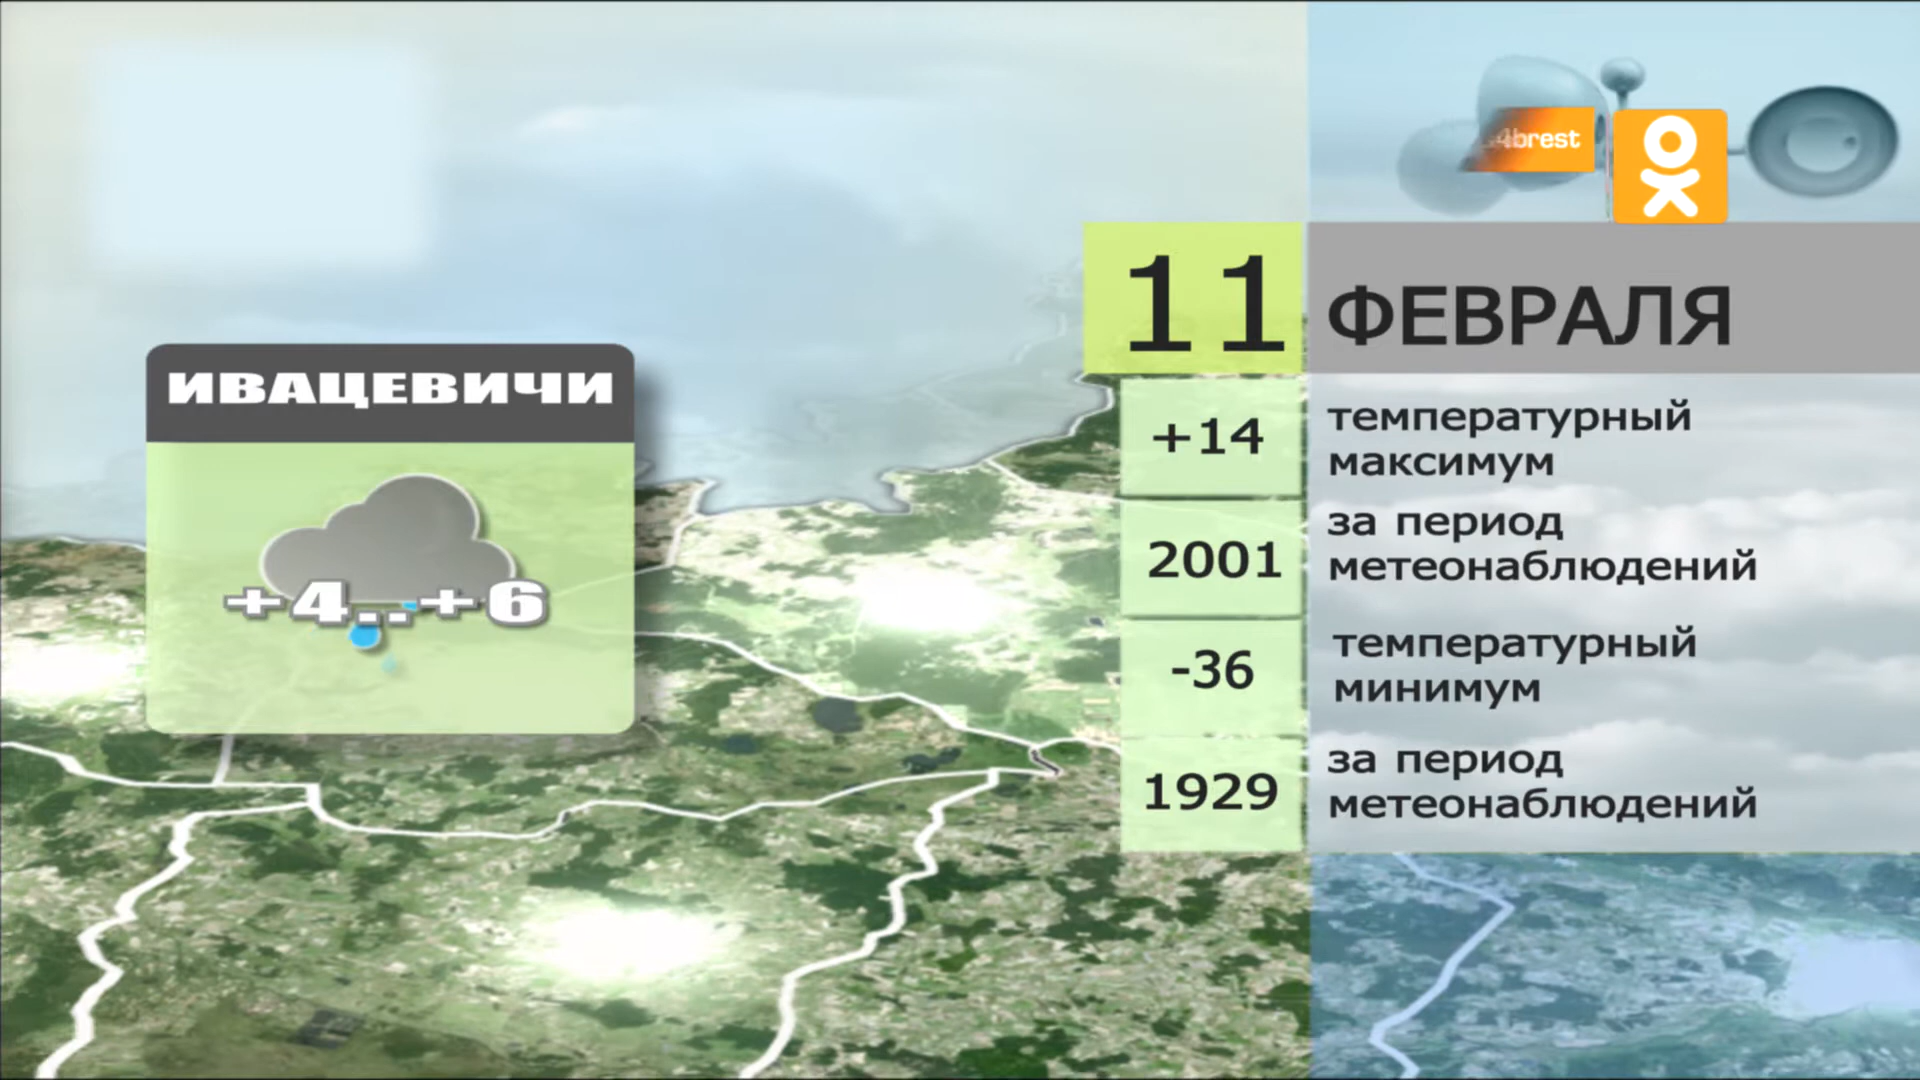 brest
ИВАЦЕВИЧИ
+4..+6
11 ФЕВРАЛЯ
+14
температурный
максимум
2001
за период
метеонаблюдений
-36
температурный
минимум
1929
за период
метеонаблюдений